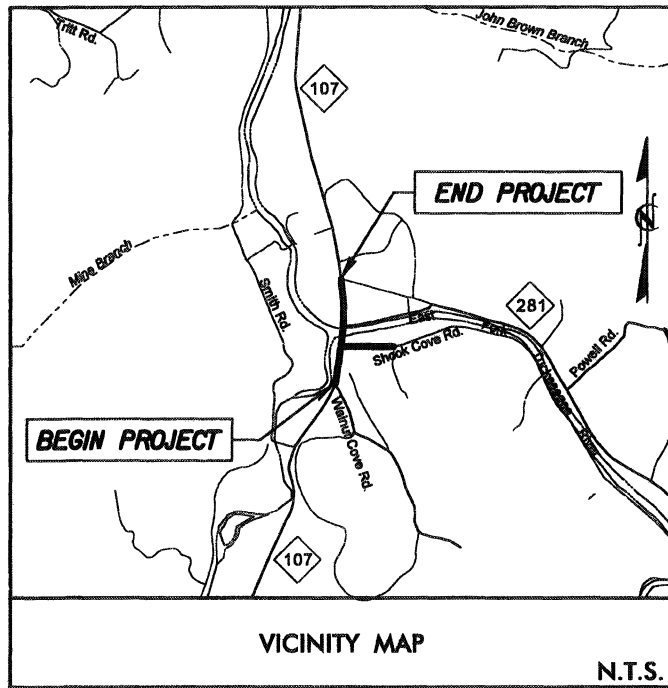 Tritt Rd.
John Brown Branch
107
END PROJECT
N
Mine Branch
Smith Rd.
281
East Fork Tuckasegee River
Shook Cove Rd.
Powell Rd.
BEGIN PROJECT
Walnut Cove Rd.
107
VICINITY MAP
N.T.S.